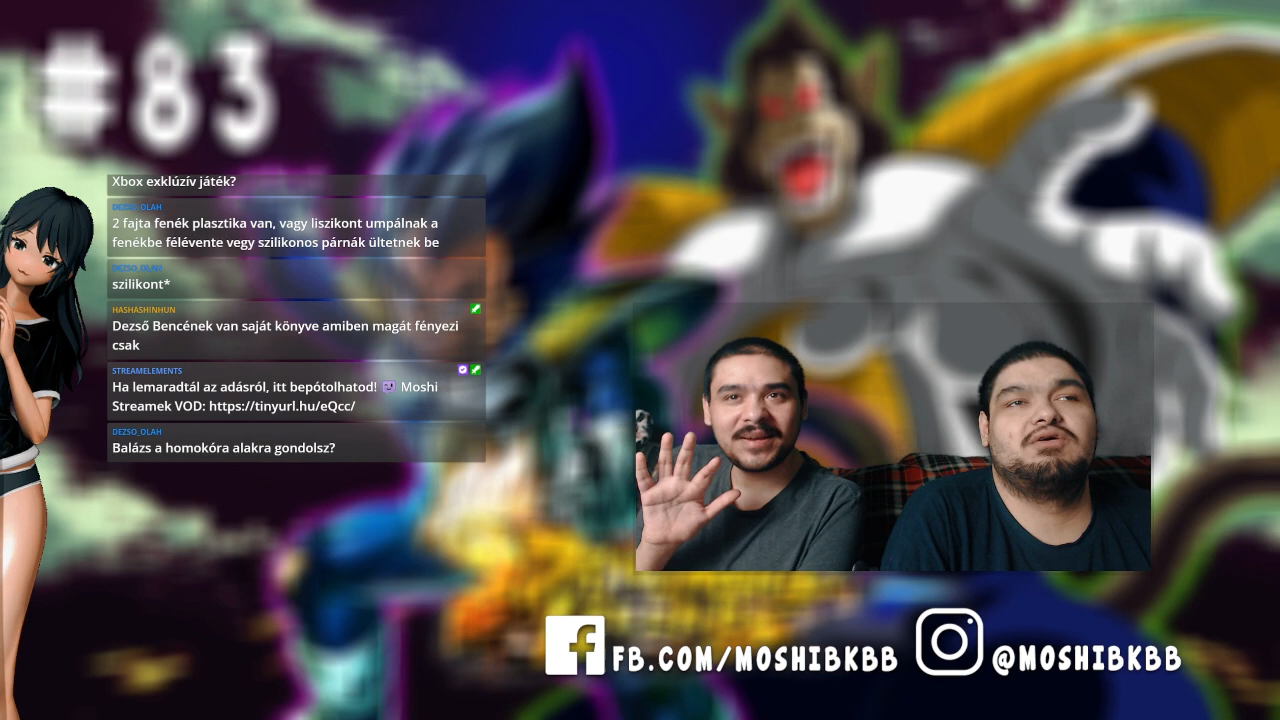 #83
Xbox exklúzív játék?
DEZSO_OLAH
2 fajta fenék plasztika van, vagy liszikont umpálnak a
fenékbe félévente vegy szilikonos párnák ültetnek be
DEZSO_OLAH
szilikont*
HASHASHINHUN
Dezső Bencének van saját könyve amiben magát fényezi
csak
STREAMELEMENTS
Ha lemaradtál az adásról, itt bepótolhatod! Moshi
Streamek VOD: https://tinyurl.hu/eQcc/
DEZSO_OLAH
Balázs a homokóra alakra gondolsz?
FB.COM/MOSHIBKBB
@MOSHIBKBB